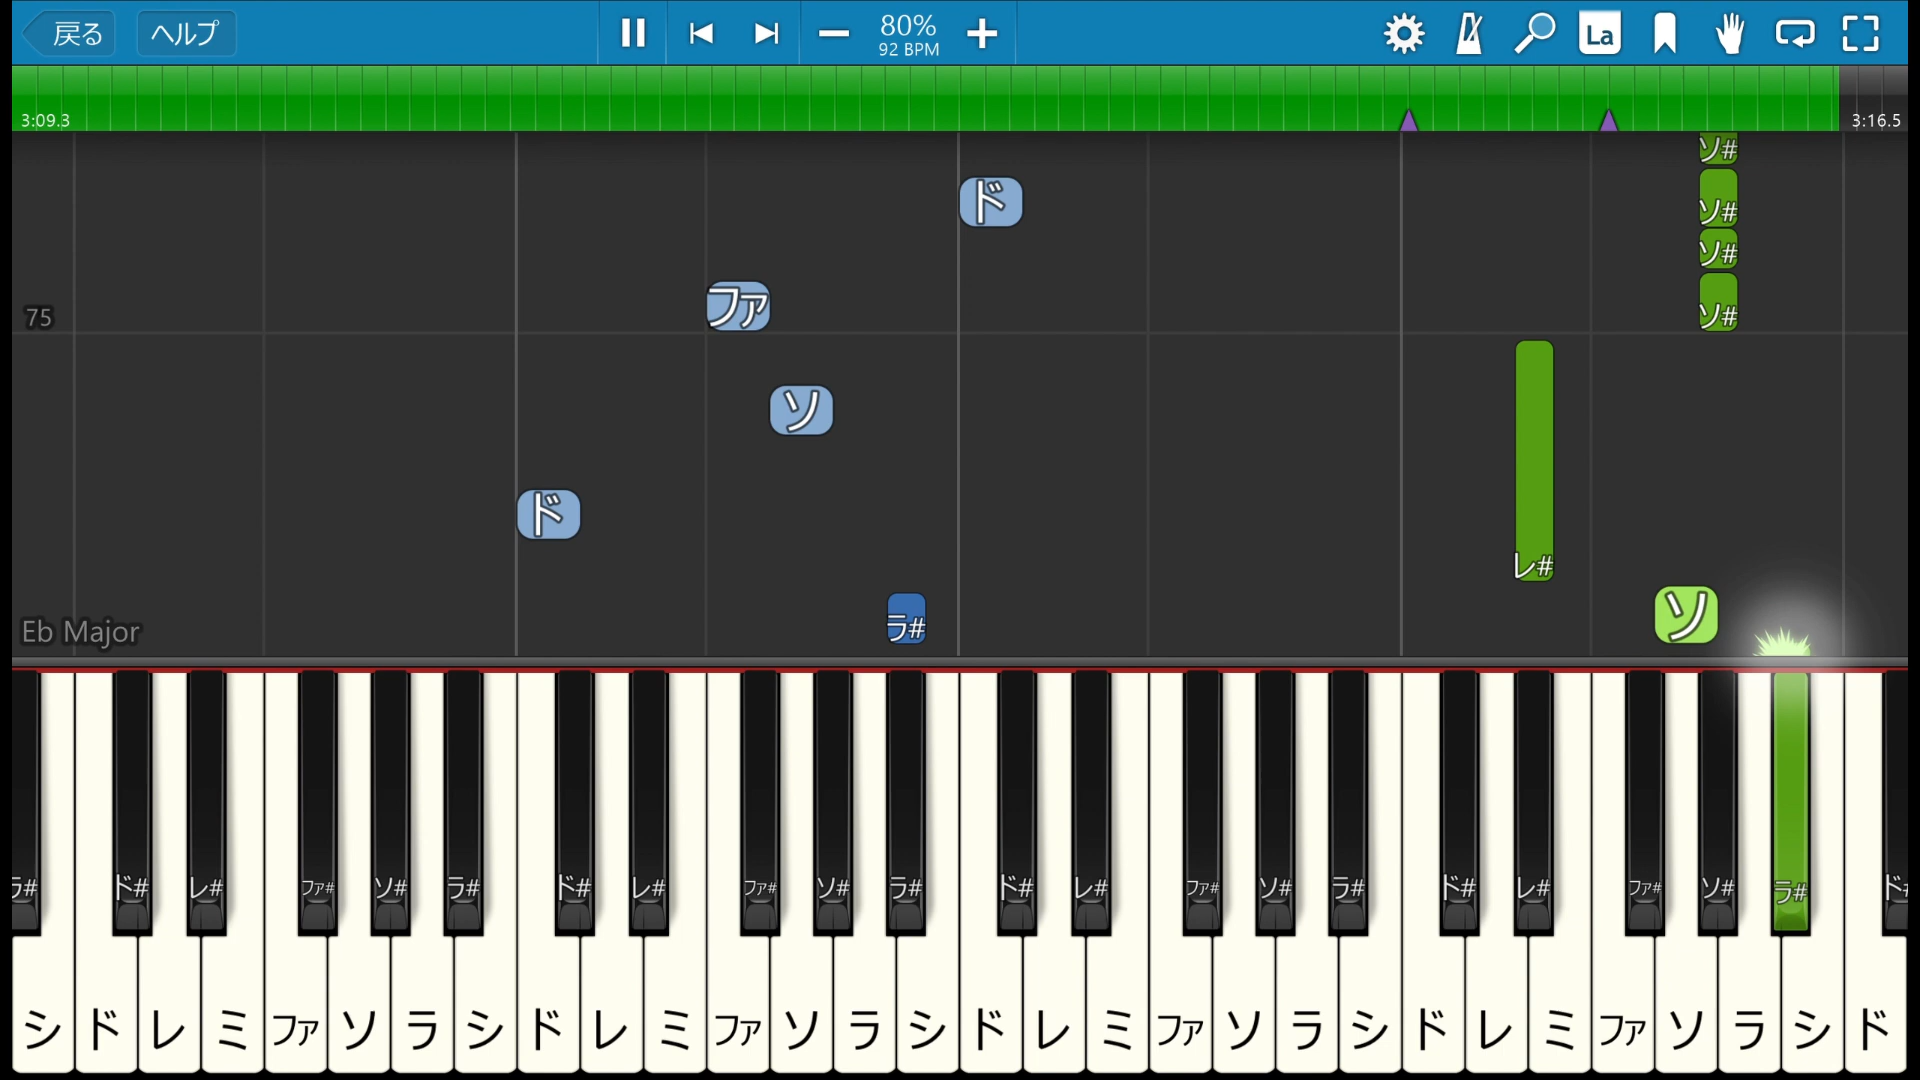 戻る ヘルプ 80% La
92 BPM
3:09.3 3:16.5
ソ#
ド
ソ#
ソ#
ファ ソ#
75
ソ
ド
レ#
ソ
ラ#
Eb Major
ラ# ド# レ# ファ# ソ# ラ# ド# レ# ファ# ソ# ラ# ド# レ# ファ# ソ# ラ# ド# レ# ファ# ソ# ラ# ド#
シ ド レ ミ ファ ソ ラ シ ド レ ミ ファ ソ ラ シ ド レ ミ ファ ソ ラ シ ド レ ミ ファ ソ ラ シ ド